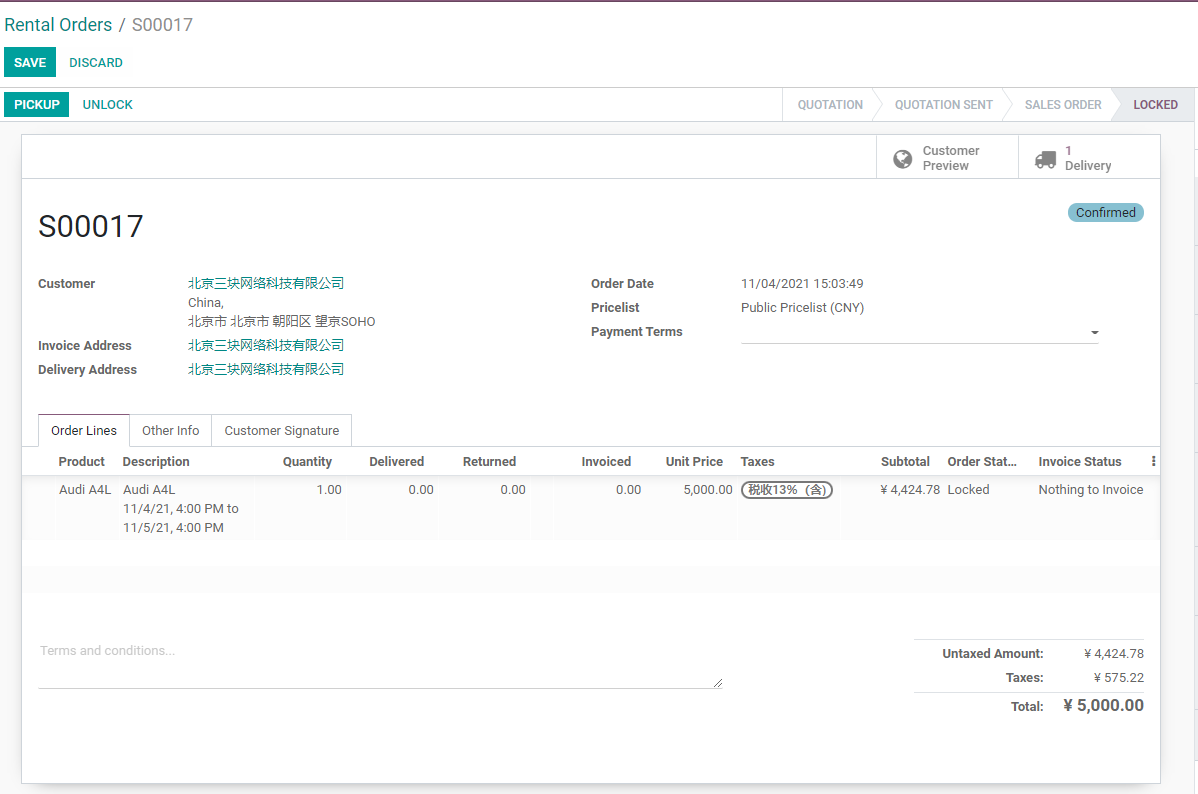 Rental Orders / S00017
SAVE DISCARD
PICKUP UNLOCK QUOTATION QUOTATION SENT SALES ORDER LOCKED
Customer Preview
1 Delivery
Confirmed
S00017
Customer 北京三块网络科技有限公司
China,
北京市 北京市 朝阳区 望京SOHO
Invoice Address 北京三块网络科技有限公司
Delivery Address 北京三块网络科技有限公司
Order Date 11/04/2021 15:03:49
Pricelist Public Pricelist (CNY)
Payment Terms
Order Lines Other Info Customer Signature
Product Description Quantity Delivered Returned Invoiced Unit Price Taxes Subtotal Order Stat... Invoice Status
Audi A4L Audi A4L 1.00 0.00 0.00 0.00 5,000.00 税收13% (含) ¥ 4,424.78 Locked Nothing to Invoice
11/4/21, 4:00 PM to
11/5/21, 4:00 PM
Terms and conditions...
Untaxed Amount: ¥ 4,424.78
Taxes: ¥ 575.22
Total: ¥ 5,000.00